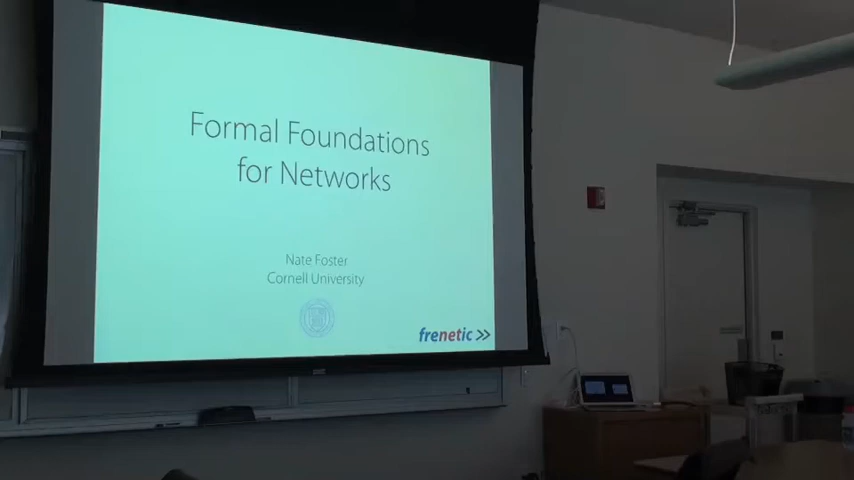 Formal Foundations
for Networks
Nate Foster
Cornell University
frenetic >>